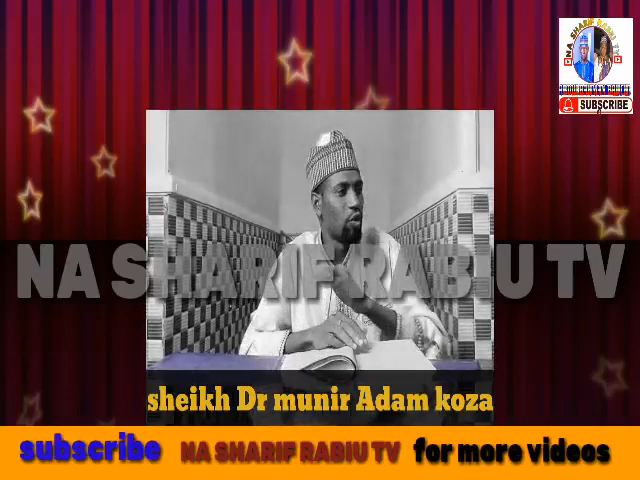 NA SHARIF RABIU TV
SUBSCRIBE
NA SHARIF RABIU TV
sheikh Dr munir Adam koza
subscribe NA SHARIF RABIU TV for more videos